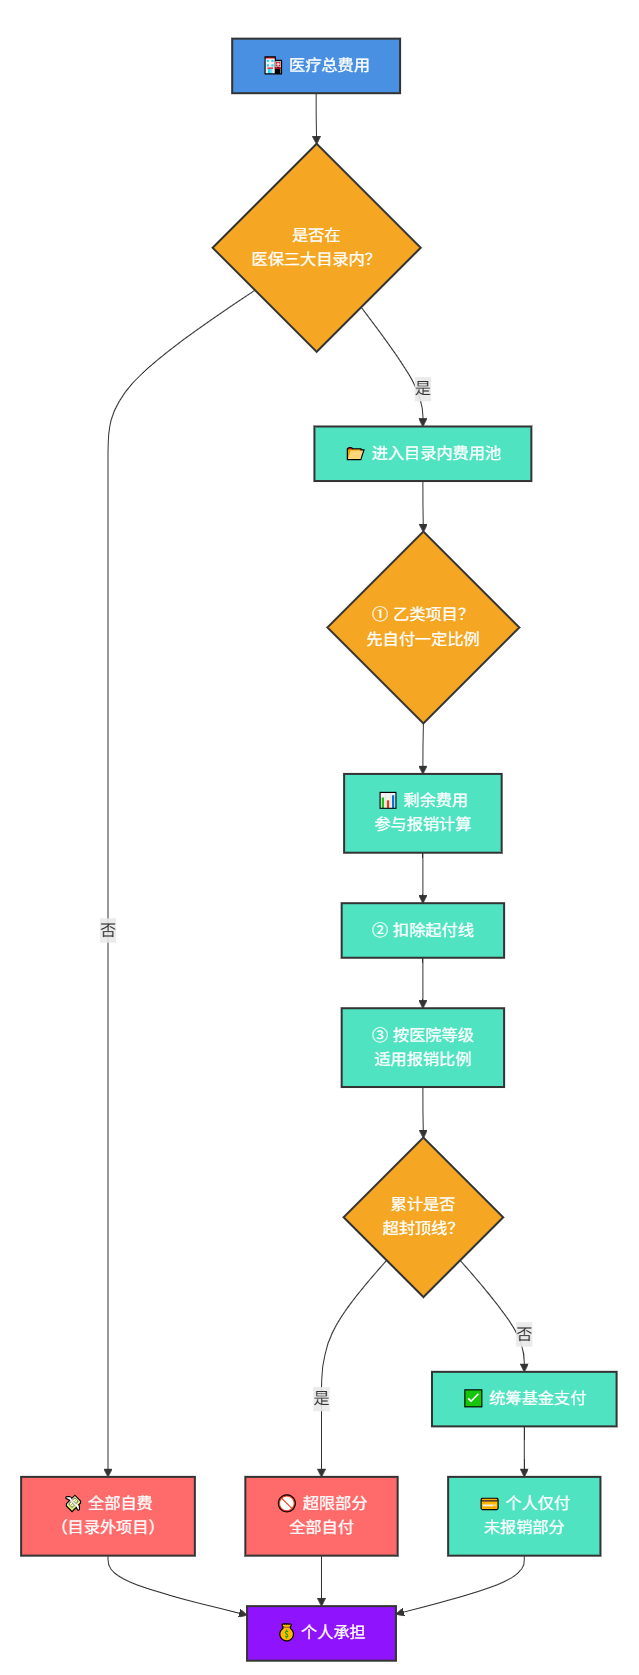 🏥 医疗总费用
是否在
医保三大目录内?
是
📂 进入目录内费用池
① 乙类项目?
先自付一定比例
📊 剩余费用
参与报销计算
否
② 扣除起付线
③ 按医院等级
适用报销比例
累计是否
超封顶线?
否
是
✅ 统筹基金支付
💸 全部自费
(目录外项目)
🚫 超限部分
全部自付
💳 个人仅付
未报销部分
💰 个人承担